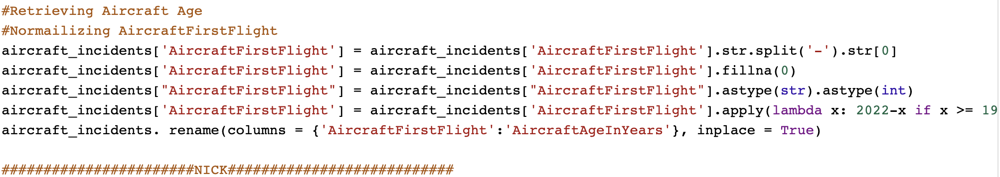 #Retrieving Aircraft Age
#Normailizing AircraftFirstFlight
aircraft_incidents['AircraftFirstFlight'] = aircraft_incidents['AircraftFirstFlight'].str.split('-').str[0]
aircraft_incidents['AircraftFirstFlight'] = aircraft_incidents['AircraftFirstFlight'].fillna(0)
aircraft_incidents["AircraftFirstFlight"] = aircraft_incidents["AircraftFirstFlight"].astype(str).astype(int)
aircraft_incidents['AircraftFirstFlight'] = aircraft_incidents['AircraftFirstFlight'].apply(lambda x: 2022-x if x >= 19
aircraft_incidents. rename(columns = {'AircraftFirstFlight':'AircraftAgeInYears'}, inplace = True)
#######################NICK###########################